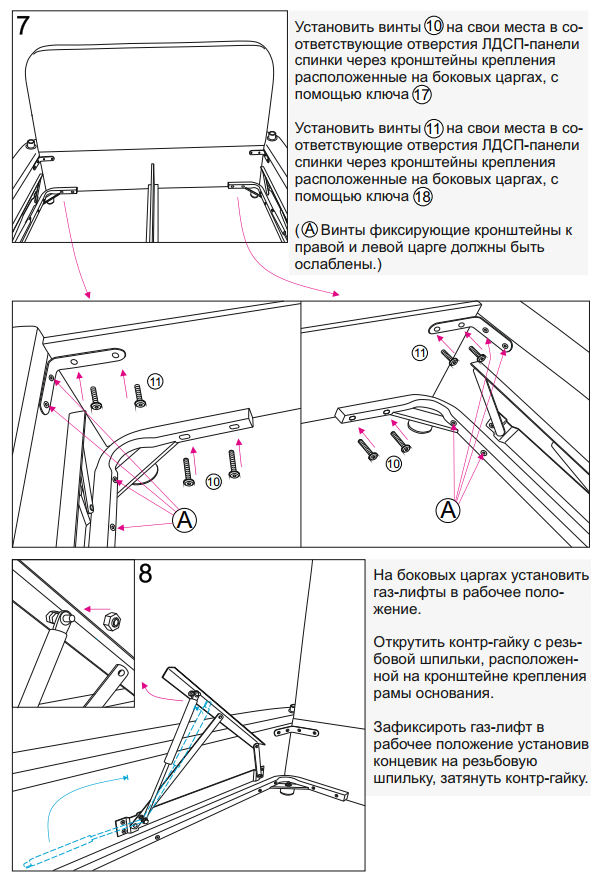 7
Установить винты 10 на свои места в со-
ответствующие отверстия ЛДСП-панели
спинки через кронштейны крепления
расположенные на боковых царгах, с
помощью ключа 17
Установить винты 11 на свои места в со-
ответствующие отверстия ЛДСП-панели
спинки через кронштейны крепления
расположенные на боковых царгах, с
помощью ключа 18
( A Винты фиксирующие кронштейны к
правой и левой царге должны быть
ослаблены.)
11
10
A
11
10
A
8
На боковых царгах установить
газ-лифты в рабочее поло-
жение.
Открутить контр-гайку с резь-
бовой шпильки, расположен-
ной на кронштейне крепления
рамы основания.
Зафиксироть газ-лифт в
рабочее положение установив
концевик на резьбовую
шпильку, затянуть контр-гайку.